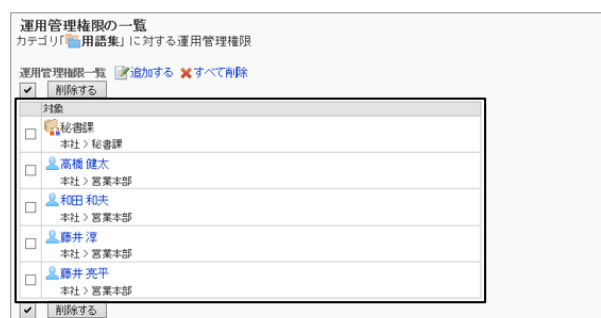 運用管理権限の一覧
カテゴリ「用語集」に対する運用管理権限
運用管理権限一覧 追加する すべて削除
削除する
対象
秘書課
本社 > 秘書課
高橋 健太
本社 > 営業本部
和田 和夫
本社 > 営業本部
藤井 淳
本社 > 営業本部
藤井 亮平
本社 > 営業本部
削除する